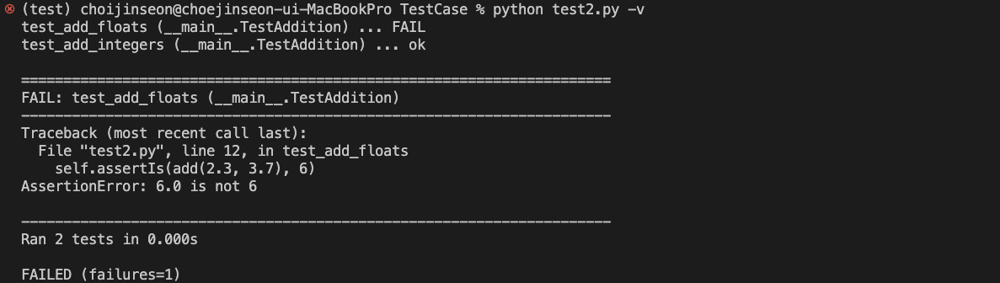 (test) choijinseon@choejinseon-ui-MacBookPro TestCase % python test2.py -v
test_add_floats (__main__.TestAddition) ... FAIL
test_add_integers (__main__.TestAddition) ... ok
======================================================================
FAIL: test_add_floats (__main__.TestAddition)
----------------------------------------------------------------------
Traceback (most recent call last):
  File "test2.py", line 12, in test_add_floats
    self.assertIs(add(2.3, 3.7), 6)
AssertionError: 6.0 is not 6
----------------------------------------------------------------------
Ran 2 tests in 0.000s
FAILED (failures=1)